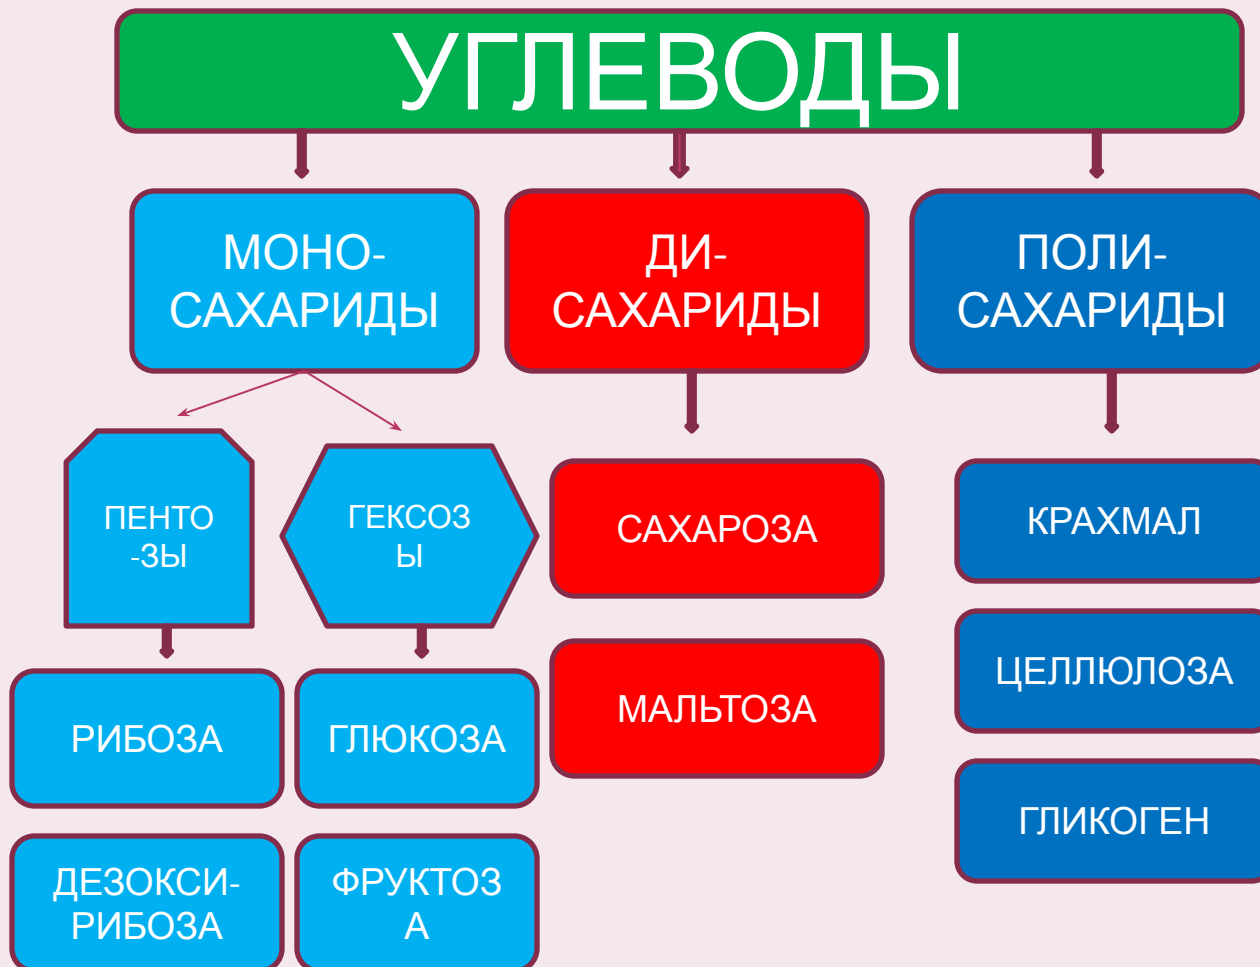 УГЛЕВОДЫ
МОНО-
САХАРИДЫ
ДИ-
САХАРИДЫ
ПОЛИ-
САХАРИДЫ
ПЕНТО
-ЗЫ
ГЕКСОЗ
Ы
САХАРОЗА
КРАХМАЛ
МАЛЬТОЗА
ЦЕЛЛЮЛОЗА
РИБОЗА
ГЛЮКОЗА
ГЛИКОГЕН
ДЕЗОКСИ-
РИБОЗА
ФРУКТОЗ
А